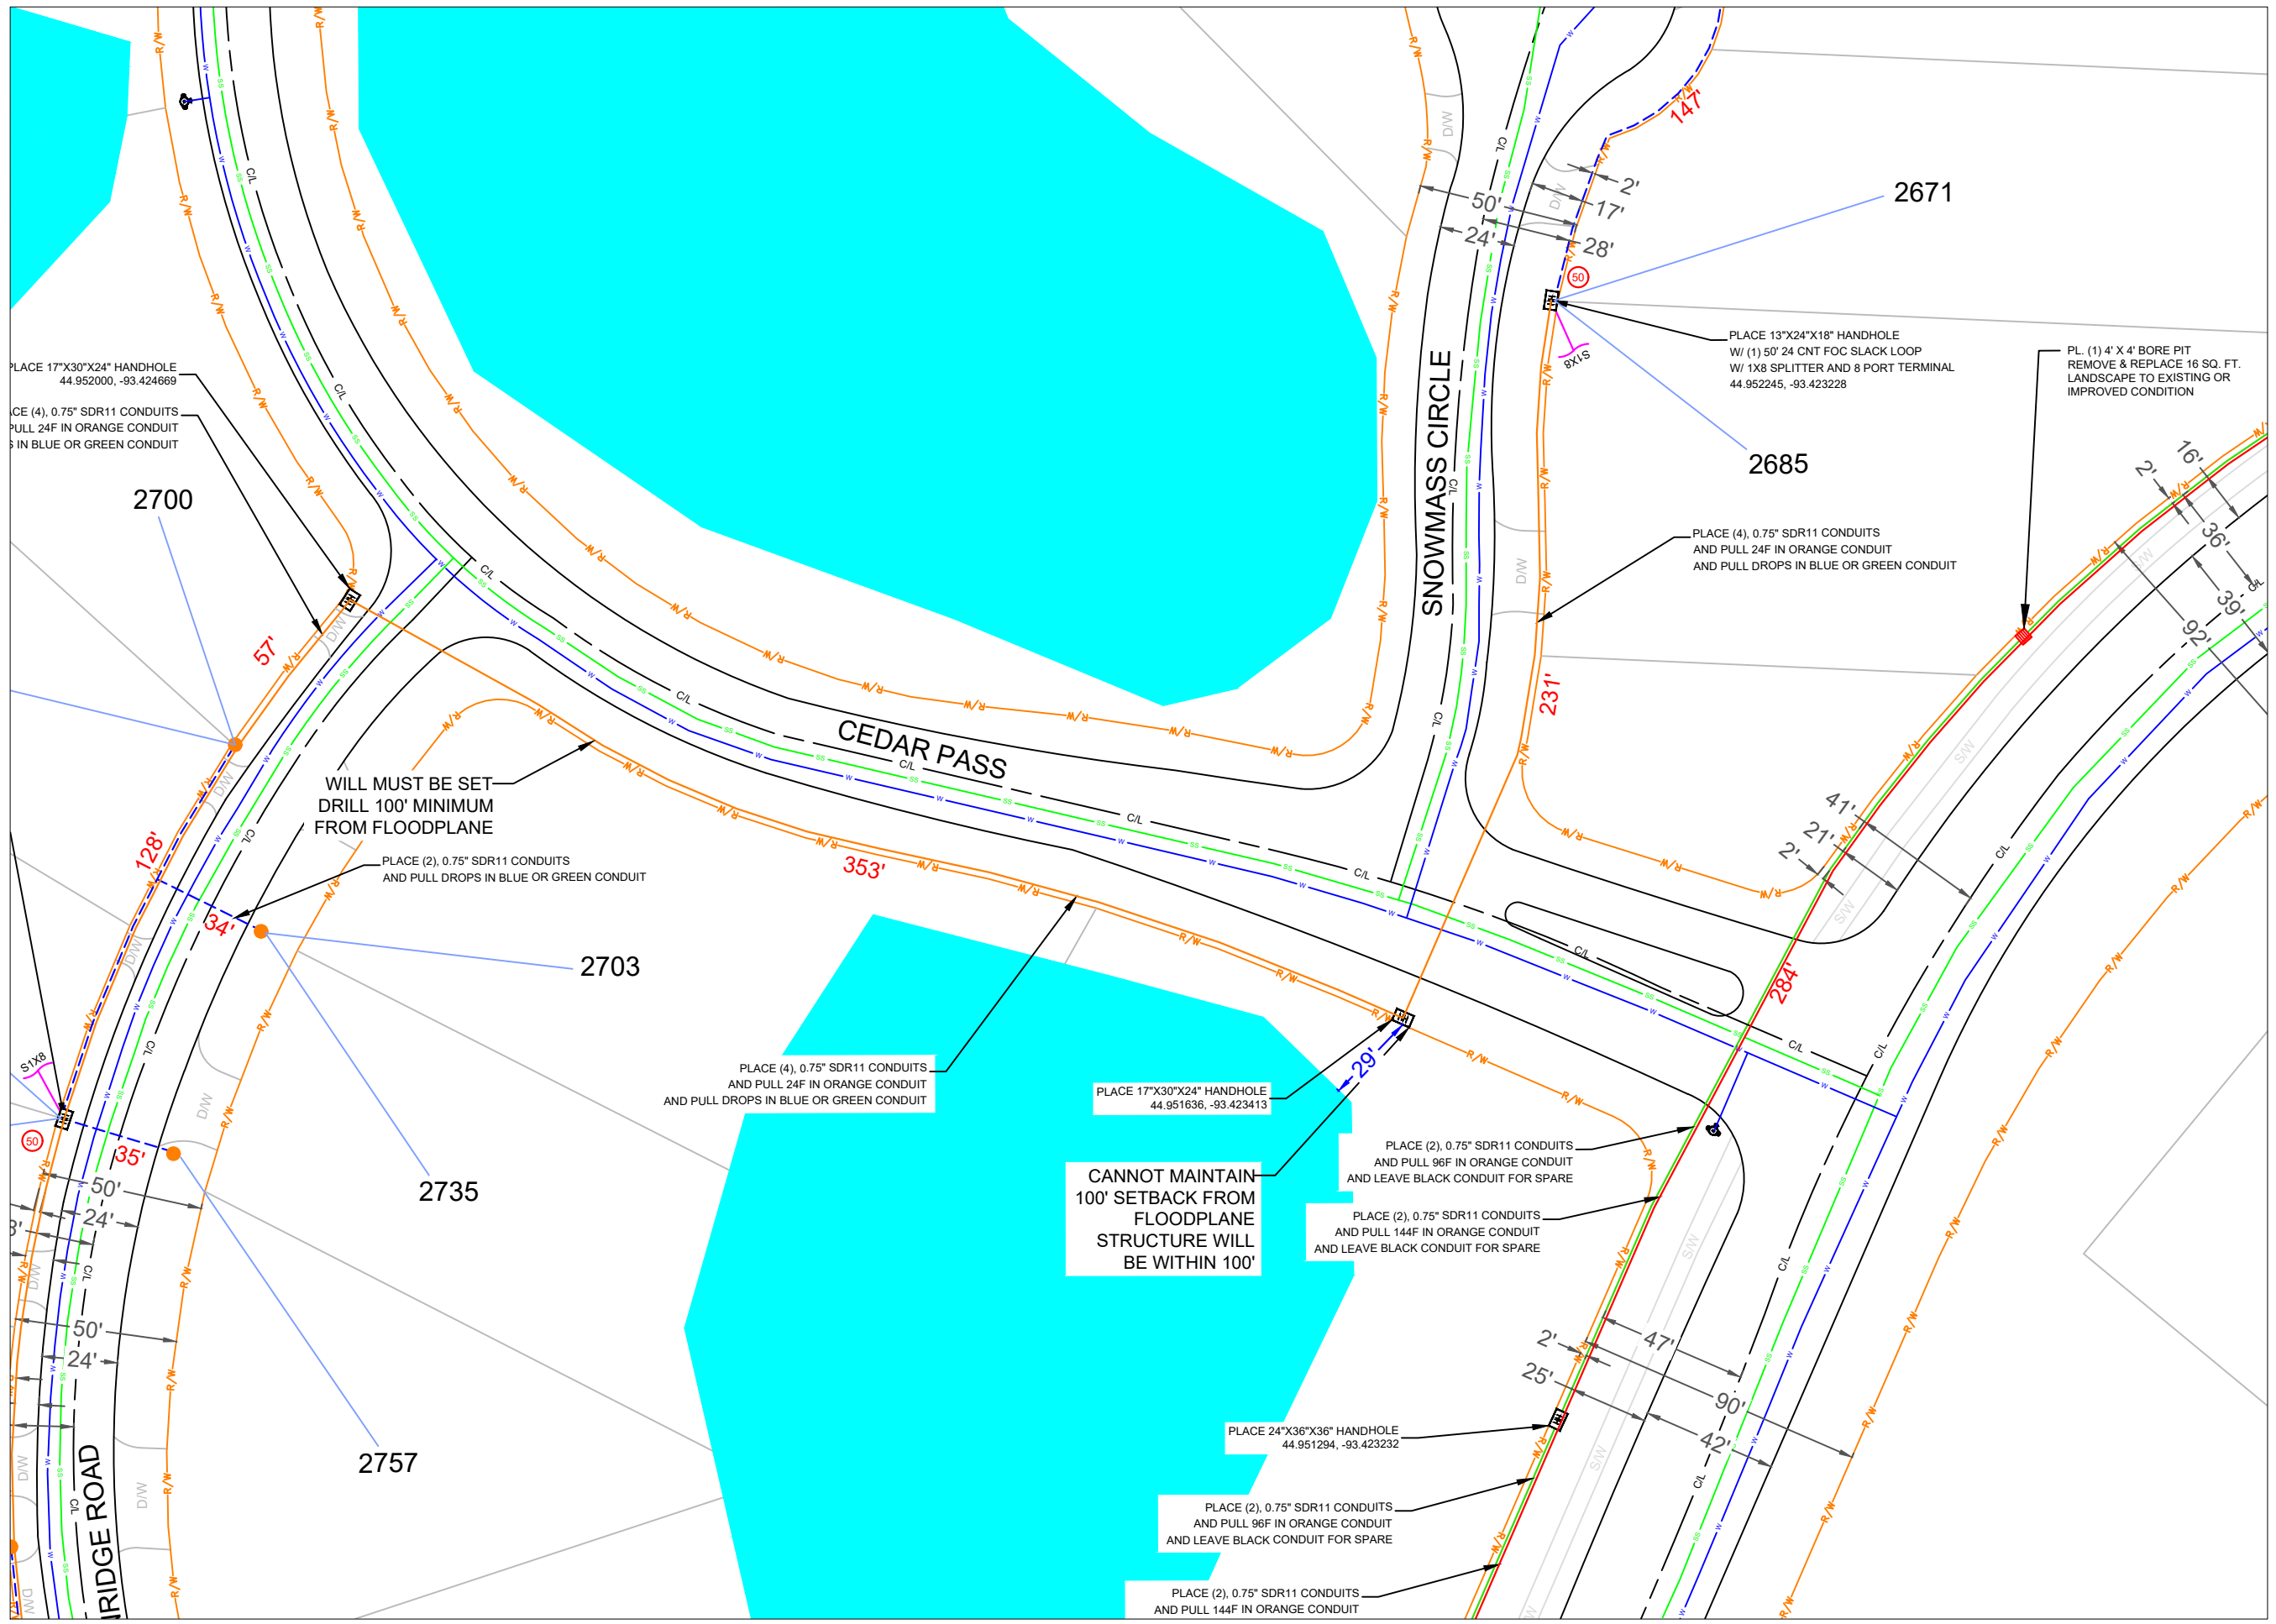 PLACE 17"X30"X24" HANDHOLE
44.952000, -93.424669
CE (4), 0.75" SDR11 CONDUITS
PULL 24F IN ORANGE CONDUIT
IN BLUE OR GREEN CONDUIT
2700
57'
128'
34'
35'
WILL MUST BE SET
DRILL 100' MINIMUM
FROM FLOODPLANE
PLACE (2), 0.75" SDR11 CONDUITS
AND PULL DROPS IN BLUE OR GREEN CONDUIT
2703
2735
2757
S1X8
50
50'
24'
50'
24'
RIDGE ROAD
CEDAR PASS
353'
PLACE (4), 0.75" SDR11 CONDUITS
AND PULL 24F IN ORANGE CONDUIT
AND PULL DROPS IN BLUE OR GREEN CONDUIT
PLACE 17"X30"X24" HANDHOLE
44.951636, -93.423413
29'
CANNOT MAINTAIN
100' SETBACK FROM
FLOODPLANE
STRUCTURE WILL
BE WITHIN 100'
PLACE (2), 0.75" SDR11 CONDUITS
AND PULL 96F IN ORANGE CONDUIT
AND LEAVE BLACK CONDUIT FOR SPARE
PLACE (2), 0.75" SDR11 CONDUITS
AND PULL 144F IN ORANGE CONDUIT
AND LEAVE BLACK CONDUIT FOR SPARE
PLACE 24"X36"X36" HANDHOLE
44.951294, -93.423232
PLACE (2), 0.75" SDR11 CONDUITS
AND PULL 96F IN ORANGE CONDUIT
AND LEAVE BLACK CONDUIT FOR SPARE
PLACE (2), 0.75" SDR11 CONDUITS
AND PULL 144F IN ORANGE CONDUIT
SNOWMASS CIRCLE
147'
2'
17'
28'
50'
24'
50
S1X8
2671
2685
PLACE 13"X24"X18" HANDHOLE
W/ (1) 50' 24 CNT FOC SLACK LOOP
W/ 1X8 SPLITTER AND 8 PORT TERMINAL
44.952245, -93.423228
PL. (1) 4' X 4' BORE PIT
REMOVE & REPLACE 16 SQ. FT.
LANDSCAPE TO EXISTING OR
IMPROVED CONDITION
PLACE (4), 0.75" SDR11 CONDUITS
AND PULL 24F IN ORANGE CONDUIT
AND PULL DROPS IN BLUE OR GREEN CONDUIT
231'
2'
16'
36'
39'
92'
41'
21'
2'
284'
2'
25'
47'
90'
42'
R/W
C/L
D/W
S/W
SS
W
HH